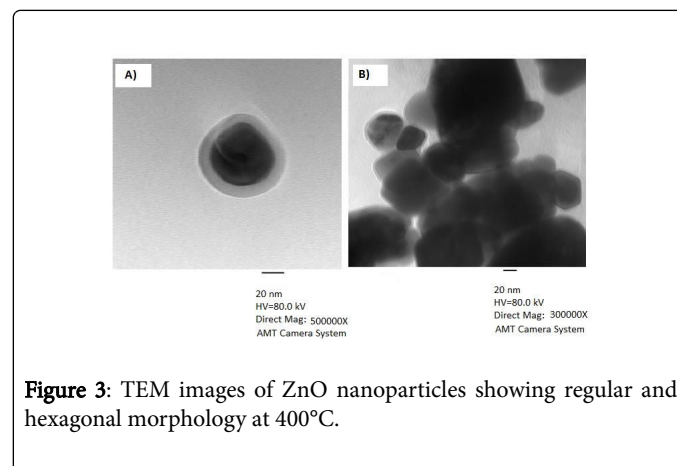 A)
B)
20 nm
HV=80.0 kV
Direct Mag: 500000X
AMT Camera System
20 nm
HV=80.0 kV
Direct Mag: 300000X
AMT Camera System
Figure 3: TEM images of ZnO nanoparticles showing regular and
hexagonal morphology at 400°C.